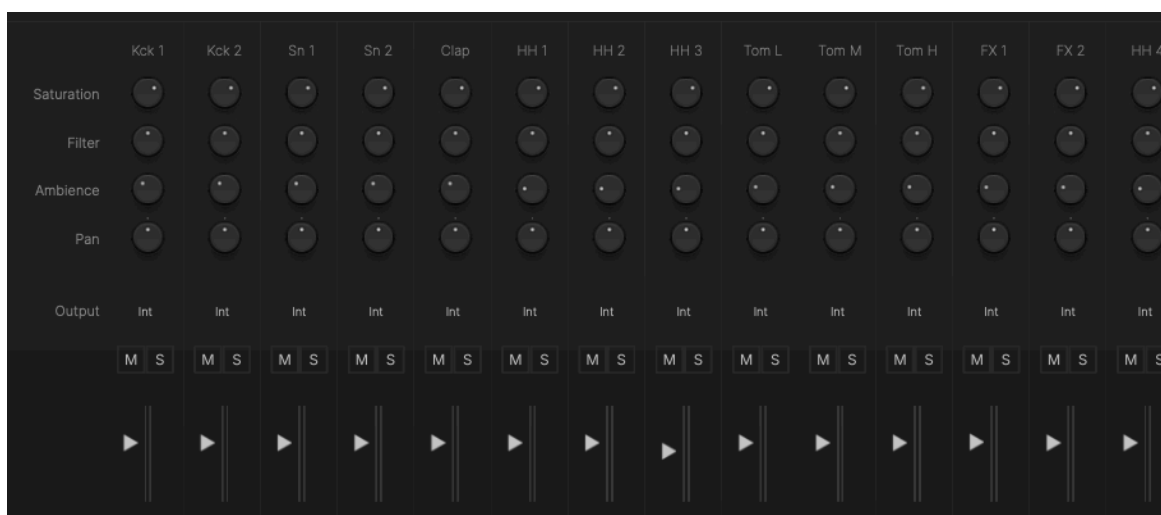 Kck 1 Kck 2 Sn 1 Sn 2 Clap HH 1 HH 2 HH 3 Tom L Tom M Tom H FX 1 FX 2 HH 4
Saturation
Filter
Ambience
Pan
Output Int Int Int Int Int Int Int Int Int Int Int Int Int Int
M S M S M S M S M S M S M S M S M S M S M S M S M S M S